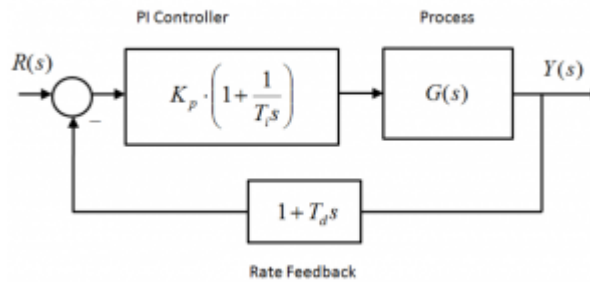 PI Controller
Process
R(s)
Y(s)
K_p · (1 + 1/(T_i s))
G(s)
−
1 + T_d s
Rate Feedback